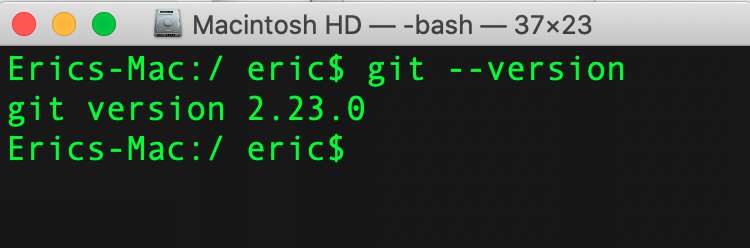 Macintosh HD — -bash — 37×23
Erics-Mac:/ eric$ git --version
git version 2.23.0
Erics-Mac:/ eric$